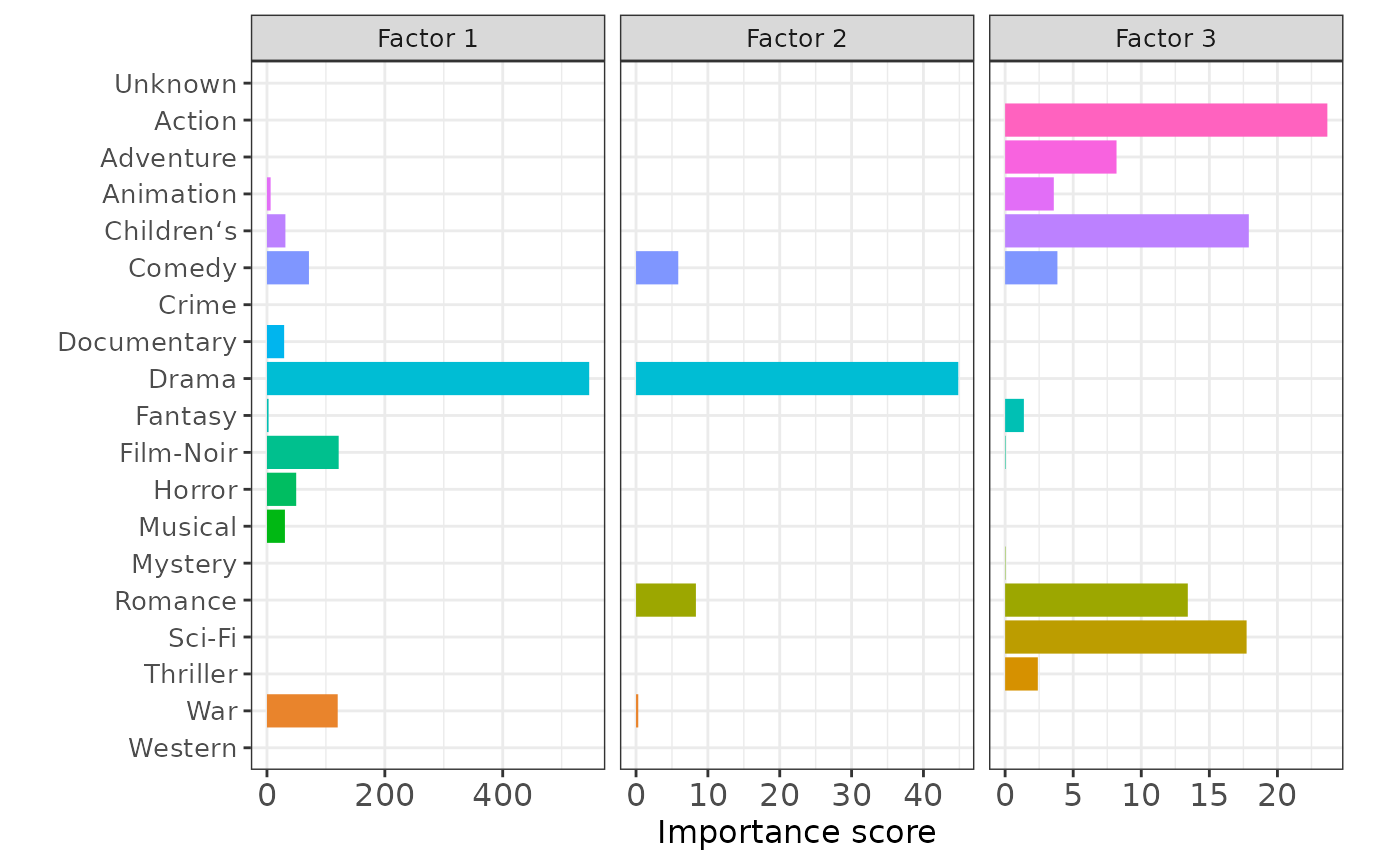 Factor 1
Factor 2
Factor 3
Unknown
Action
Adventure
Animation
Children‘s
Comedy
Crime
Documentary
Drama
Fantasy
Film-Noir
Horror
Musical
Mystery
Romance
Sci-Fi
Thriller
War
Western
0 200 400
0 10 20 30 40
0 5 10 15 20
Importance score